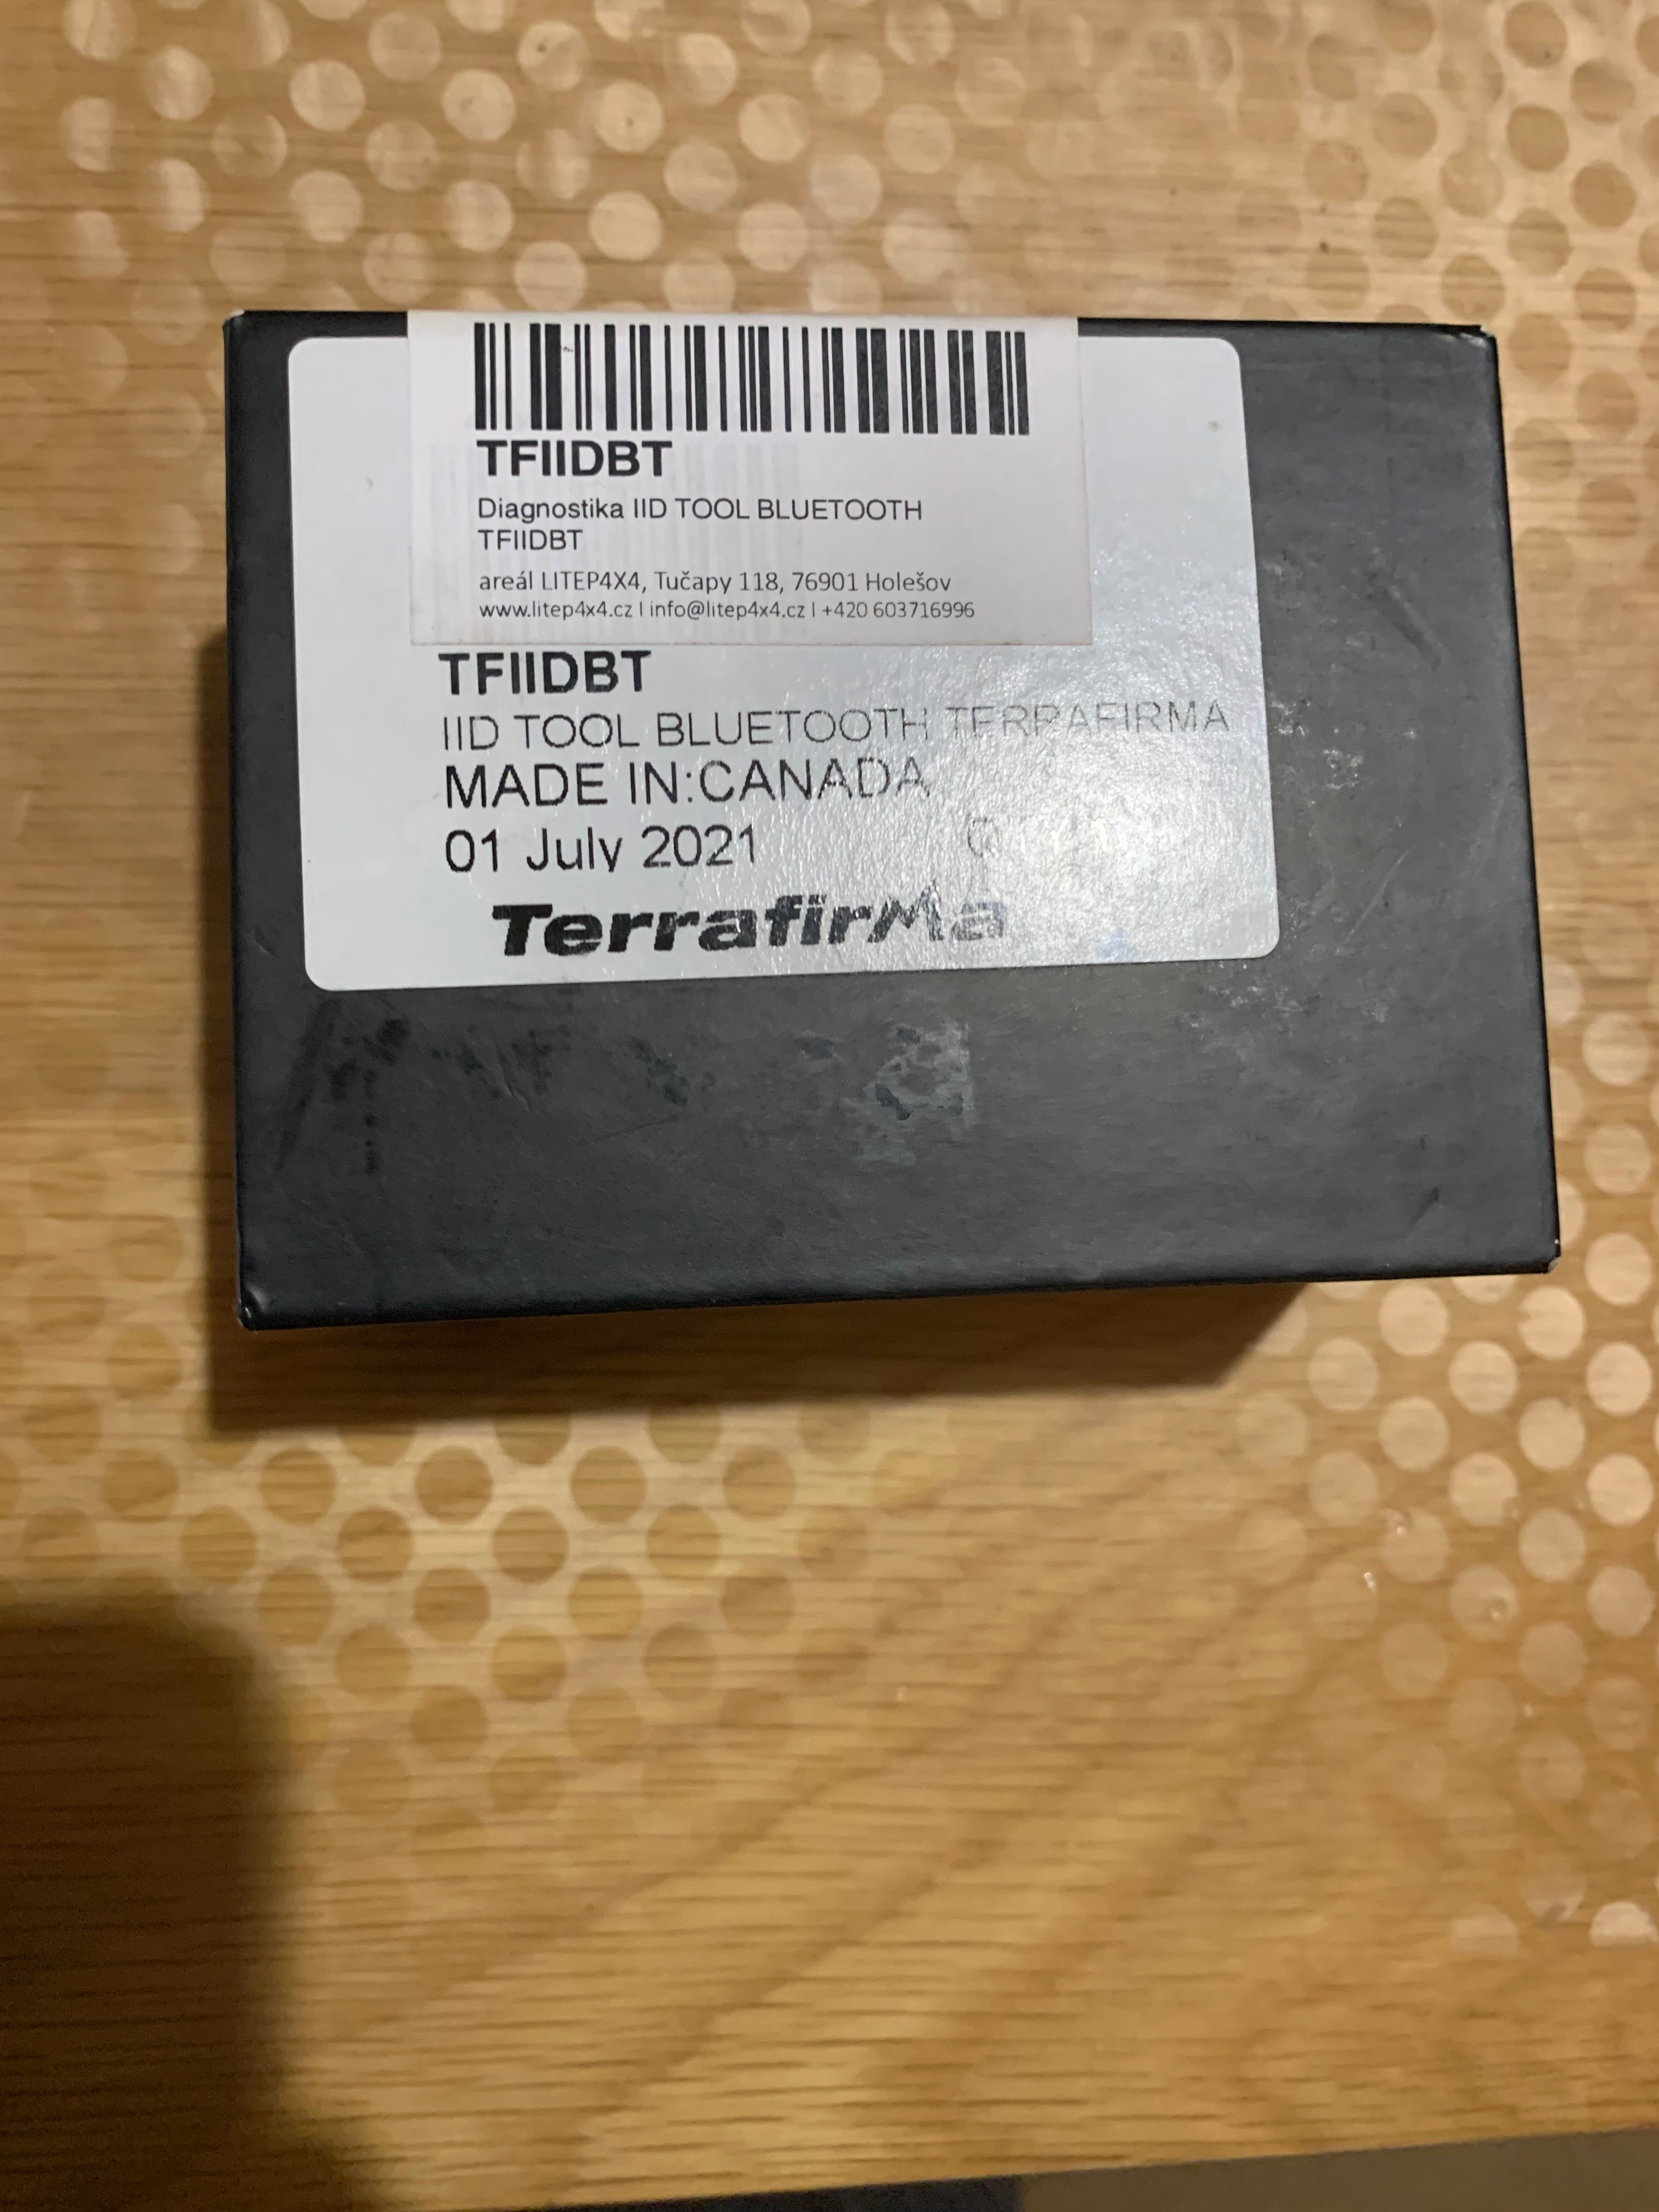 TFIIDBT
Diagnostika IID TOOL BLUETOOTH
TFIIDBT
areál LITEP4X4, Tučapy 118, 76901 Holešov
www.litep4x4.cz I info@litep4x4.cz I +420 603716996
TFIIDBT
IID TOOL BLUETOOTH TERRAFIRMA
MADE IN:CANADA
01 July 2021
Terrafirma